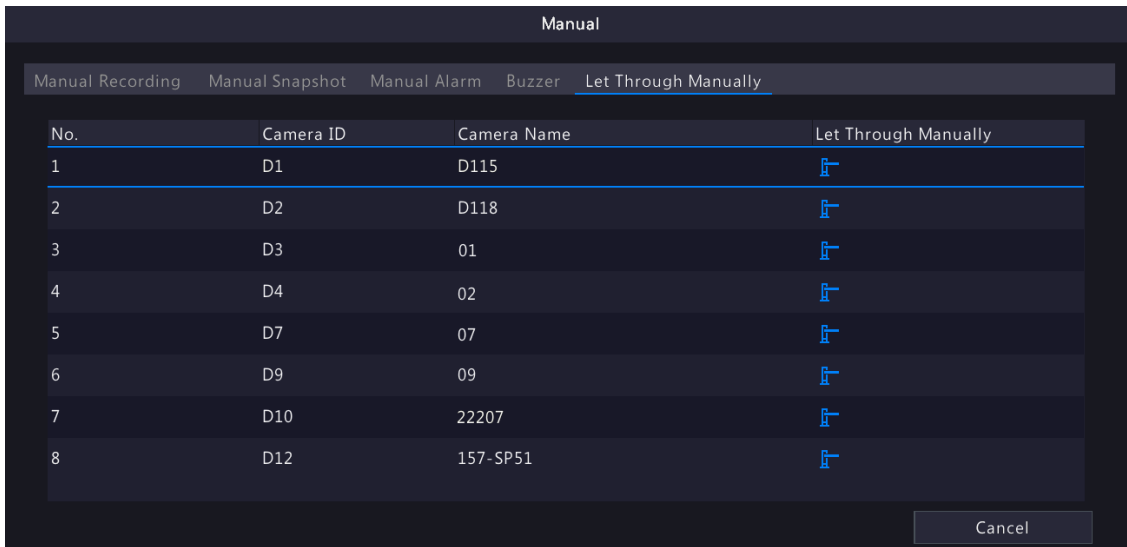 Manual
Manual Recording Manual Snapshot Manual Alarm Buzzer Let Through Manually
No. Camera ID Camera Name Let Through Manually
1 D1 D115
2 D2 D118
3 D3 01
4 D4 02
5 D7 07
6 D9 09
7 D10 22207
8 D12 157-SP51
Cancel